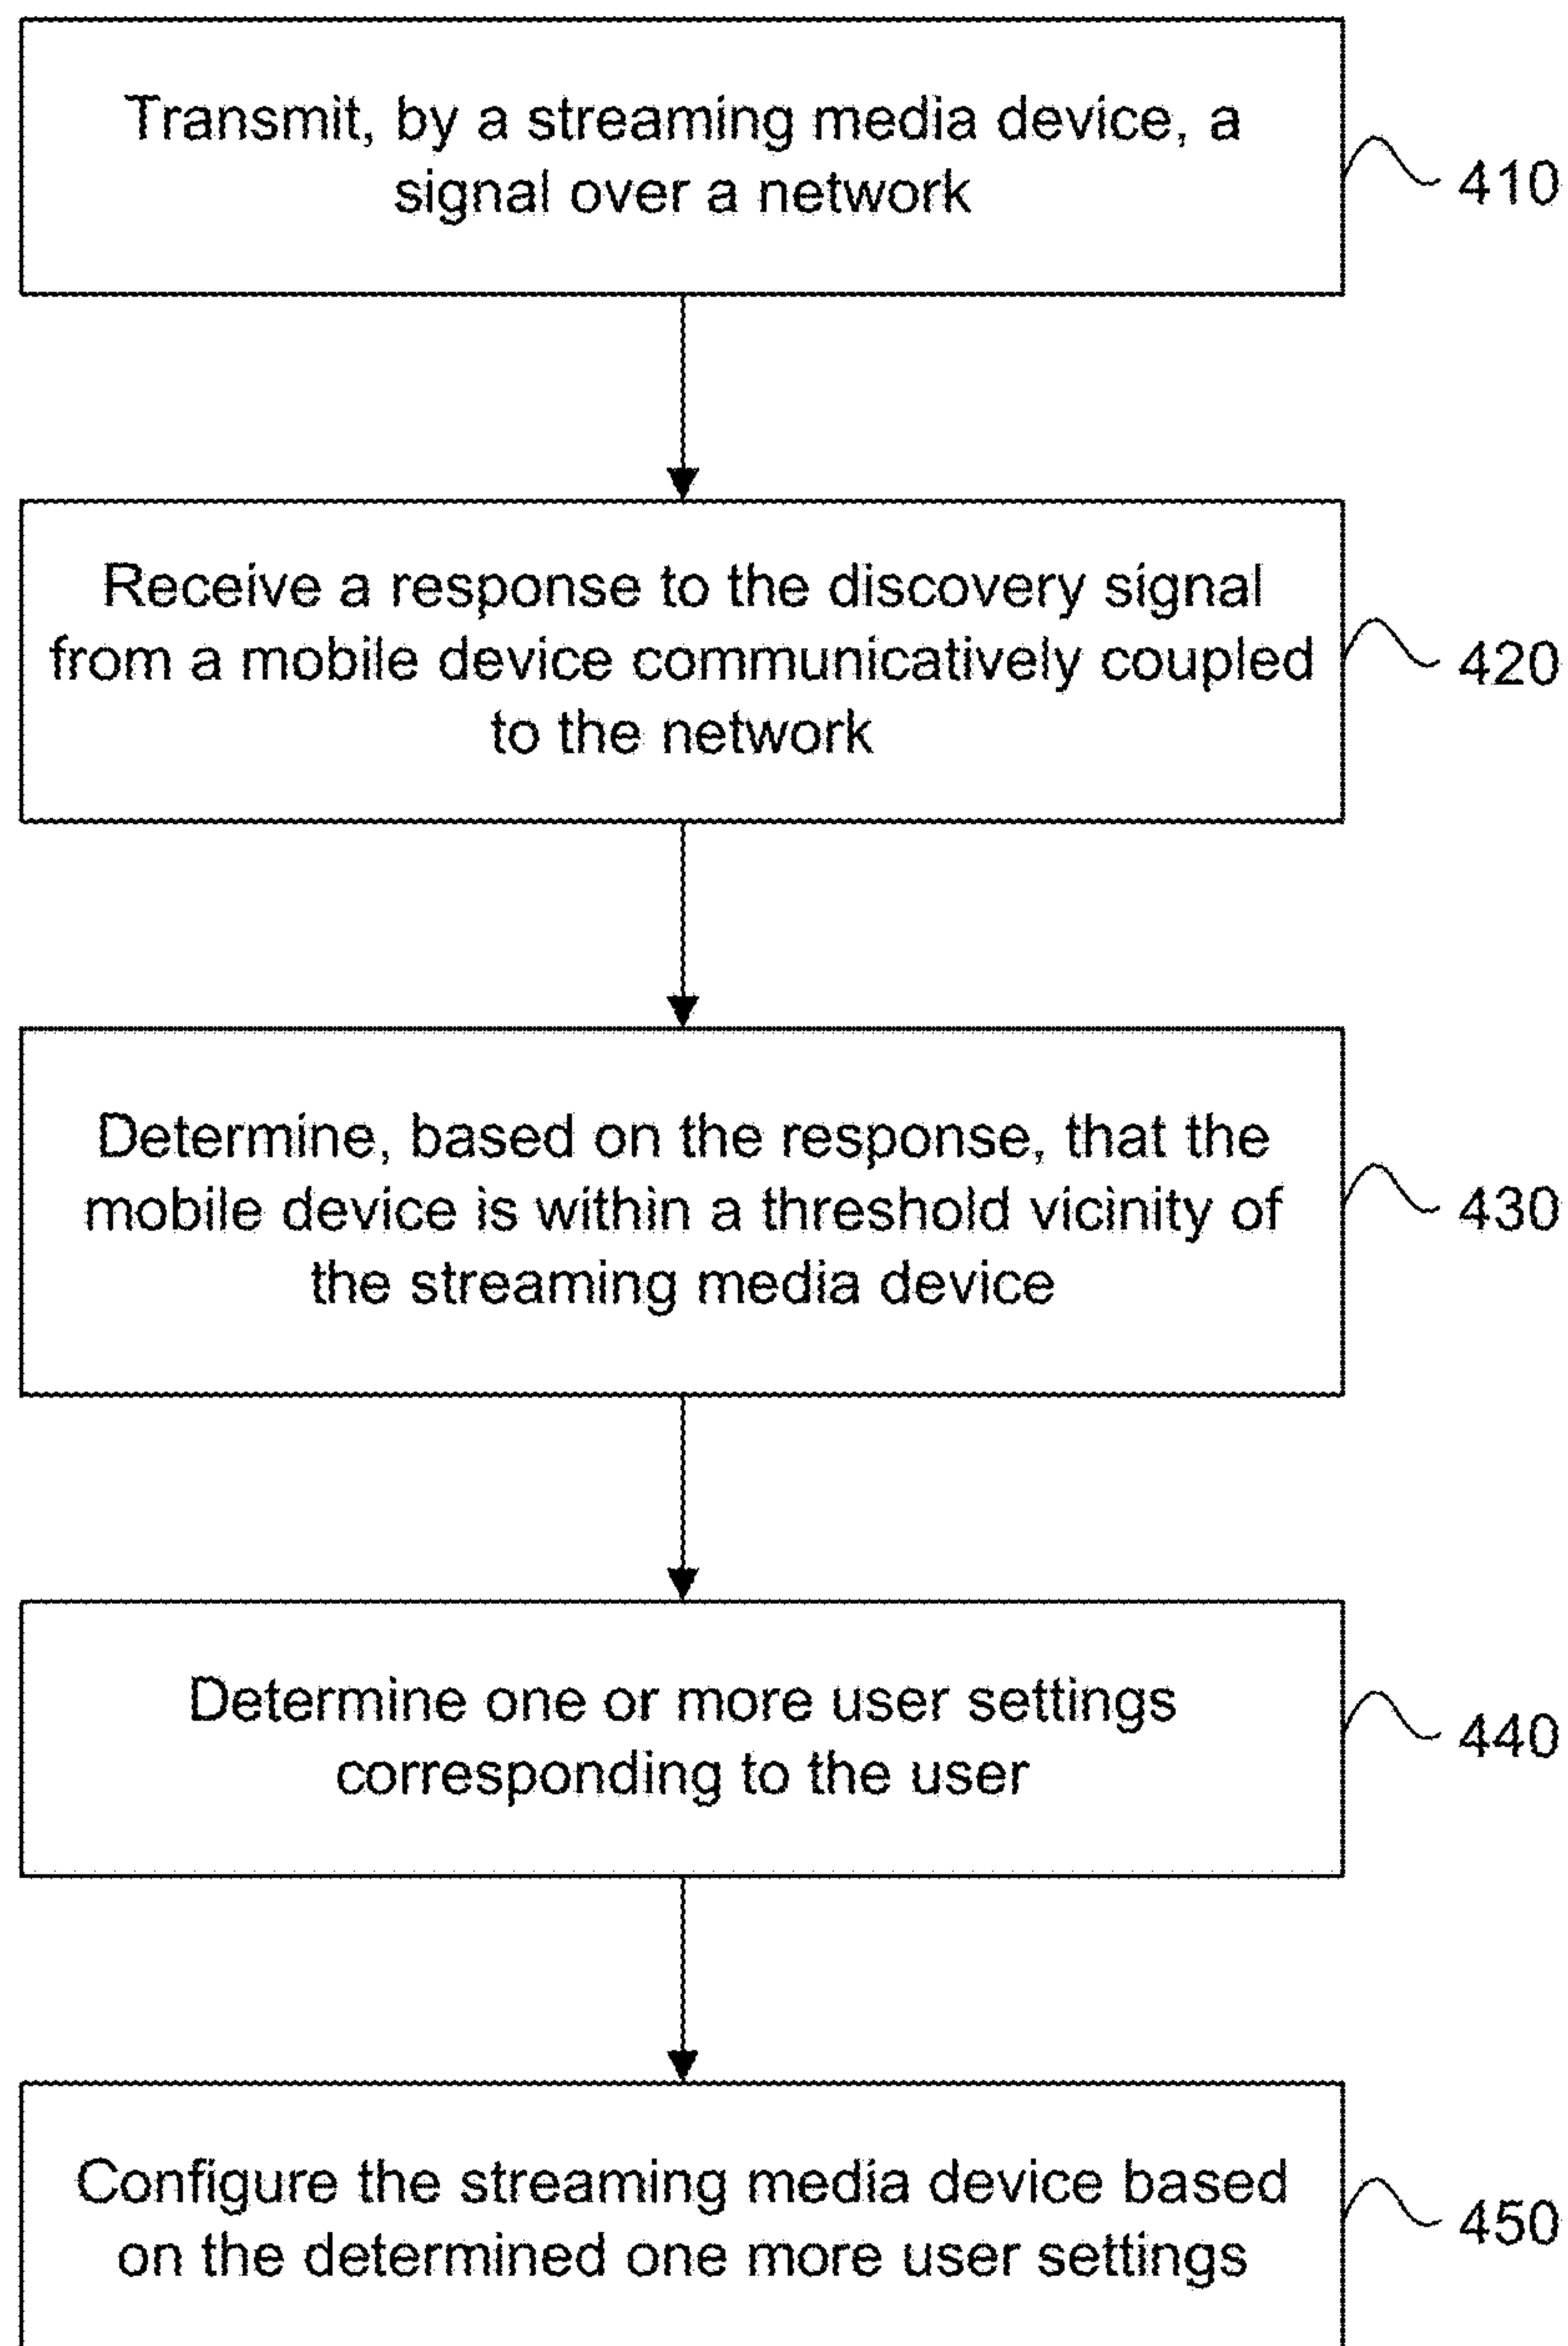 Transmit, by a streaming media device, a
signal over a network
410
Receive a response to the discovery signal
from a mobile device communicatively coupled
to the network
420
Determine, based on the response, that the
mobile device is within a threshold vicinity of
the streaming media device
430
Determine one or more user settings
corresponding to the user
440
Configure the streaming media device based
on the determined one more user settings
450